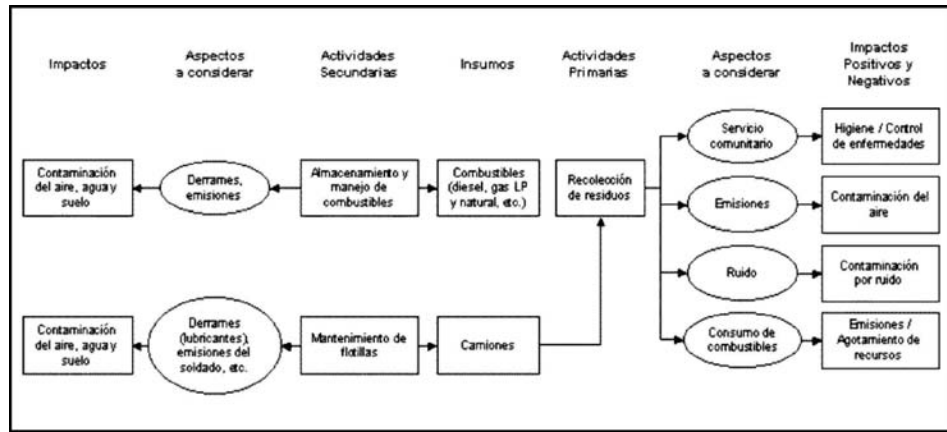 Impactos
Aspectos
a considerar
Actividades
Secundarias
Insumos
Actividades
Primarias
Aspectos
a considerar
Impactos
Positivos y
Negativos
Contaminación
del aire, agua y
suelo
Derrames,
emisiones
Almacenamiento y
manejo de
combustibles
Combustibles
(diesel, gas LP
y natural, etc.)
Recolección
de residuos
Servicio
comunitario
Higiene / Control
de enfermedades
Emisiones
Contaminación del
aire
Ruido
Contaminación
por ruido
Contaminación
del aire, agua y
suelo
Derrames
(lubricantes),
emisiones del
soldado, etc.
Mantenimiento de
flotillas
Camiones
Consumo de
combustibles
Emisiones /
Agotamiento de
recursos